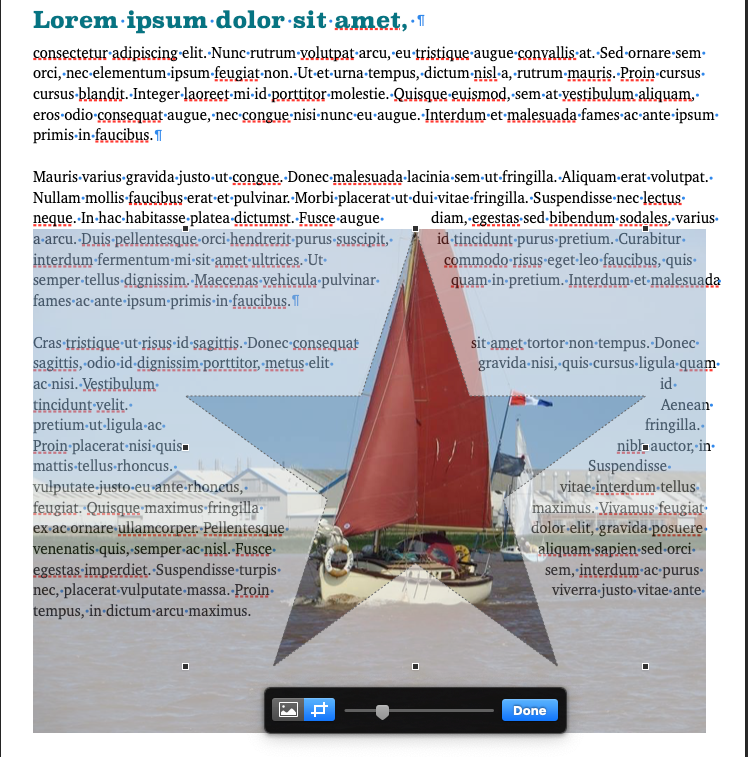 Lorem ipsum dolor sit amet, ¶
consectetur adipiscing elit. Nunc rutrum volutpat arcu, eu tristique augue convallis at. Sed ornare sem
orci, nec elementum ipsum feugiat non. Ut et urna tempus, dictum nisl a, rutrum mauris. Proin cursus
cursus blandit. Integer laoreet mi id porttitor molestie. Quisque euismod, sem at vestibulum aliquam,
eros odio consequat augue, nec congue nisi nunc eu augue. Interdum et malesuada fames ac ante ipsum
primis in faucibus.¶
Mauris varius gravida justo ut congue. Donec malesuada lacinia sem ut fringilla. Aliquam erat volutpat.
Nullam mollis faucibus erat et pulvinar. Morbi placerat ut dui vitae fringilla. Suspendisse nec lectus
neque. In hac habitasse platea dictumst. Fusce augue diam, egestas sed bibendum sodales, varius
a arcu. Duis pellentesque orci hendrerit purus suscipit, id tincidunt purus pretium. Curabitur
interdum fermentum mi sit amet ultrices. Ut commodo risus eget leo faucibus, quis
semper tellus dignissim. Maecenas vehicula pulvinar quam in pretium. Interdum et malesuada
fames ac ante ipsum primis in faucibus.¶
Cras tristique ut risus id sagittis. Donec consequat sit amet tortor non tempus. Donec
sagittis, odio id dignissim porttitor, metus elit gravida nisi, quis cursus ligula quam
ac nisi. Vestibulum id
tincidunt velit. Aenean
pretium ut ligula ac fringilla.
Proin placerat nisi quis nibh auctor, in
mattis tellus rhoncus. Suspendisse
vulputate justo eu ante rhoncus, vitae interdum tellus
feugiat. Quisque maximus fringilla maximus. Vivamus feugiat
ex ac ornare ullamcorper. Pellentesque dolor elit, gravida posuere
venenatis quis, semper ac nisl. Fusce aliquam sapien sed orci
egestas imperdiet. Suspendisse turpis sem, interdum ac purus
nec, placerat vulputate massa. Proin viverra justo vitae ante
tempus, in dictum arcu maximus.
Done